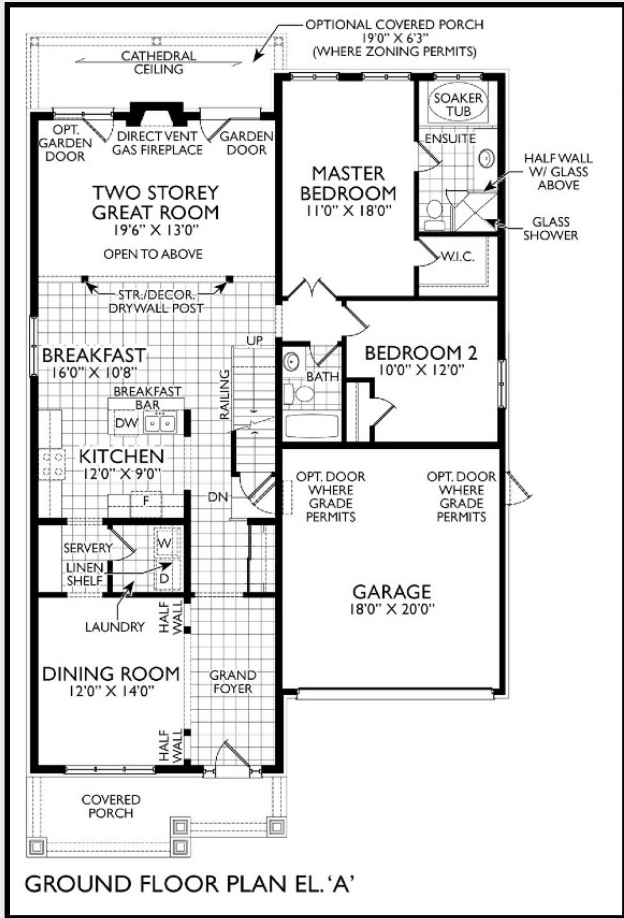 OPTIONAL COVERED PORCH
19'0" X 6'3"
(WHERE ZONING PERMITS)
CATHEDRAL
CEILING
OPT.
GARDEN
DOOR
DIRECT VENT
GAS FIREPLACE
GARDEN
DOOR
SOAKER
TUB
ENSUITE
HALF WALL
W/ GLASS
ABOVE
GLASS
SHOWER
MASTER
BEDROOM
11'0" X 18'0"
TWO STOREY
GREAT ROOM
19'6" X 13'0"
OPEN TO ABOVE
W.I.C.
STR./DECOR.
DRYWALL POST
UP
BREAKFAST
16'0" X 10'8"
BEDROOM 2
10'0" X 12'0"
BATH
RAILING
BREAKFAST
BAR
DW
KITCHEN
12'0" X 9'0"
F
DN
OPT. DOOR
WHERE
GRADE
PERMITS
OPT. DOOR
WHERE
GRADE
PERMITS
SERVERY
LINEN
SHELF
W
D
LAUNDRY
GARAGE
18'0" X 20'0"
HALF
WALL
DINING ROOM
12'0" X 14'0"
GRAND
FOYER
HALF
WALL
COVERED
PORCH
GROUND FLOOR PLAN EL. 'A'